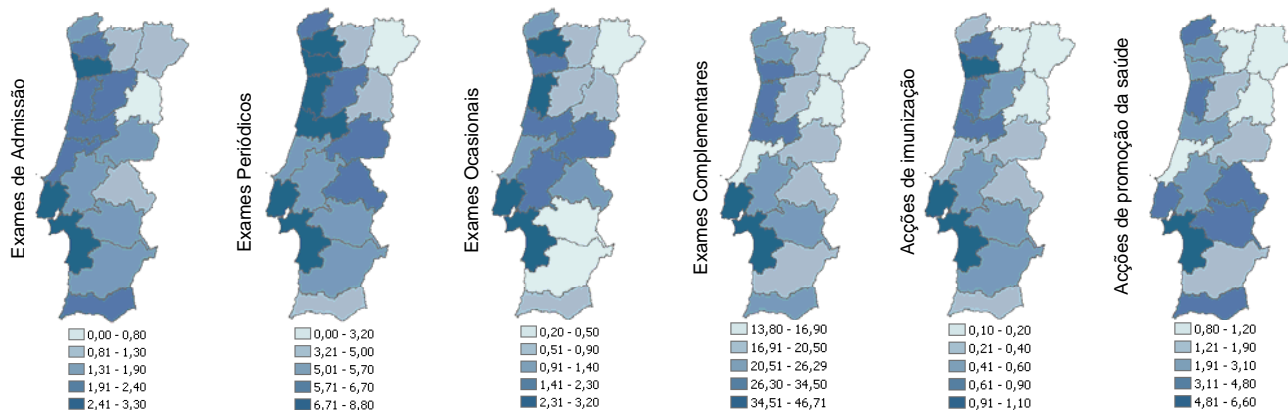 Exames de Admissão
0,00 - 0,80
0,81 - 1,30
1,31 - 1,90
1,91 - 2,40
2,41 - 3,30
Exames Periódicos
0,00 - 3,20
3,21 - 5,00
5,01 - 5,70
5,71 - 6,70
6,71 - 8,80
Exames Ocasionais
0,20 - 0,50
0,51 - 0,90
0,91 - 1,40
1,41 - 2,30
2,31 - 3,20
Exames Complementares
13,80 - 16,90
16,91 - 20,50
20,51 - 26,29
26,30 - 34,50
34,51 - 46,71
Acções de imunização
0,10 - 0,20
0,21 - 0,40
0,41 - 0,60
0,61 - 0,90
0,91 - 1,10
Acções de promoção da saúde
0,80 - 1,20
1,21 - 1,90
1,91 - 3,10
3,11 - 4,80
4,81 - 6,60